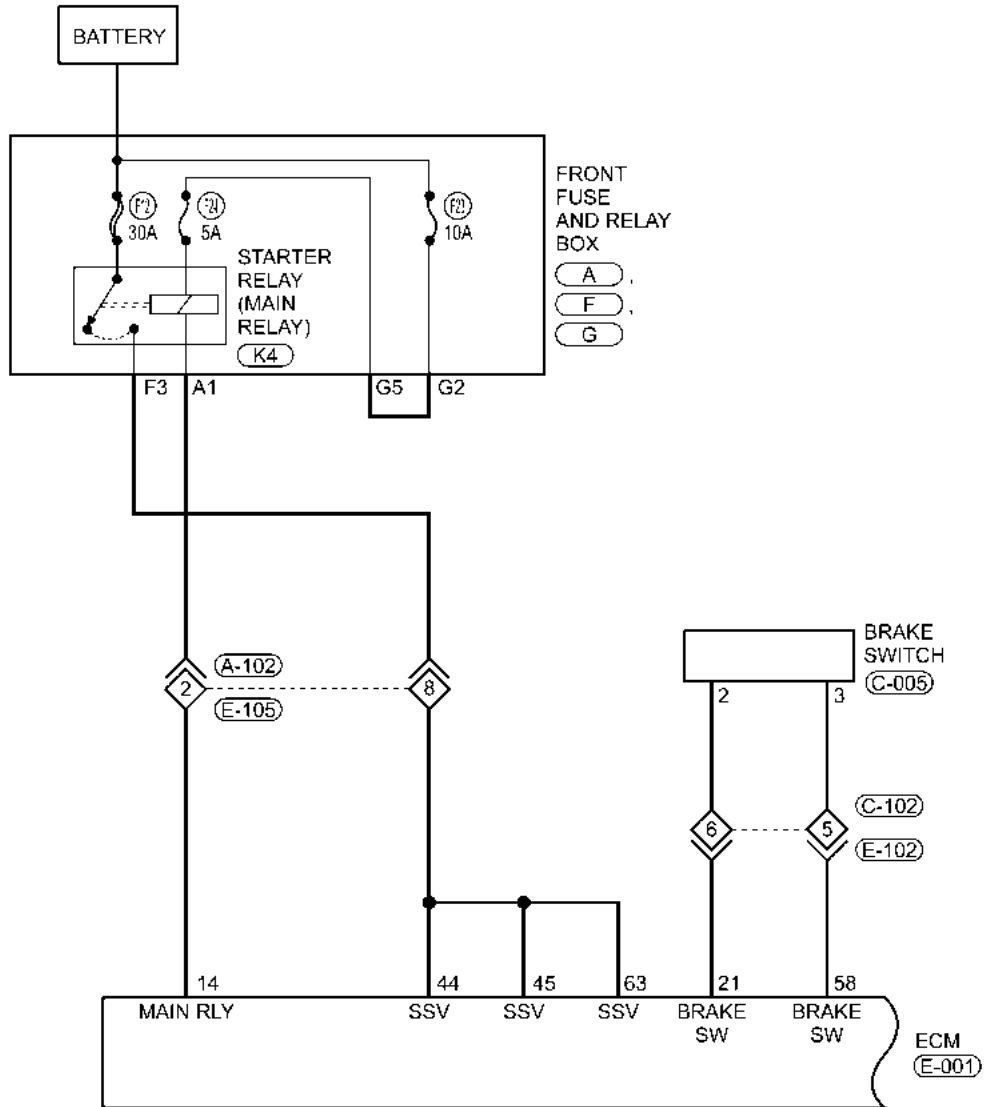 BATTERY
FRONT
FUSE
AND RELAY
BOX
A ,
F ,
G
F12
30A
F24
5A
10A
STARTER
RELAY
(MAIN
RELAY)
K4
F3
A1
G5
G2
A-102
2
E-105
8
BRAKE
SWITCH
C-005
2
3
6
5
C-102
E-102
14
44
45
63
21
58
MAIN RLY
SSV
SSV
SSV
BRAKE
SW
BRAKE
SW
ECM
E-001